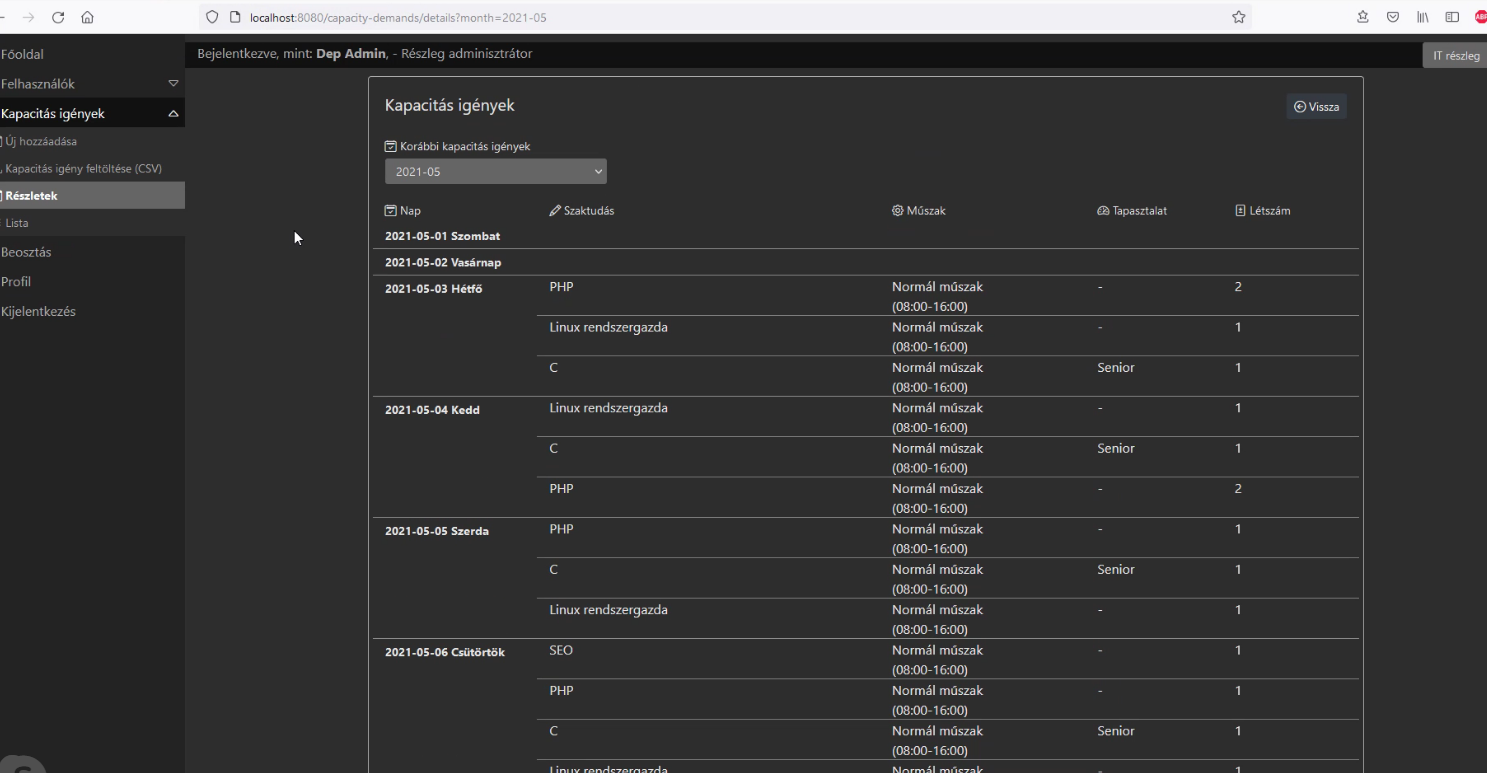 localhost:8080/capacity-demands/details?month=2021-05
Főoldal
Felhasználók
Kapacitás igények
Új hozzáadása
Kapacitás igény feltöltése (CSV)
Részletek
Lista
Beosztás
Profil
Kijelentkezés
Bejelentkezve, mint: Dep Admin, - Részleg adminisztrátor
IT részleg
Kapacitás igények
Vissza
Korábbi kapacitás igények
2021-05
Nap Szaktudás Műszak Tapasztalat Létszám
2021-05-01 Szombat
2021-05-02 Vasárnap
2021-05-03 Hétfő PHP Normál műszak - 2
(08:00-16:00)
Linux rendszergazda Normál műszak - 1
(08:00-16:00)
C Normál műszak Senior 1
(08:00-16:00)
2021-05-04 Kedd Linux rendszergazda Normál műszak - 1
(08:00-16:00)
C Normál műszak Senior 1
(08:00-16:00)
PHP Normál műszak - 2
(08:00-16:00)
2021-05-05 Szerda PHP Normál műszak - 1
(08:00-16:00)
C Normál műszak Senior 1
(08:00-16:00)
Linux rendszergazda Normál műszak - 1
(08:00-16:00)
2021-05-06 Csütörtök SEO Normál műszak - 1
(08:00-16:00)
PHP Normál műszak - 1
(08:00-16:00)
C Normál műszak Senior 1
(08:00-16:00)
Linux rendszergazda Normál műszak - 1